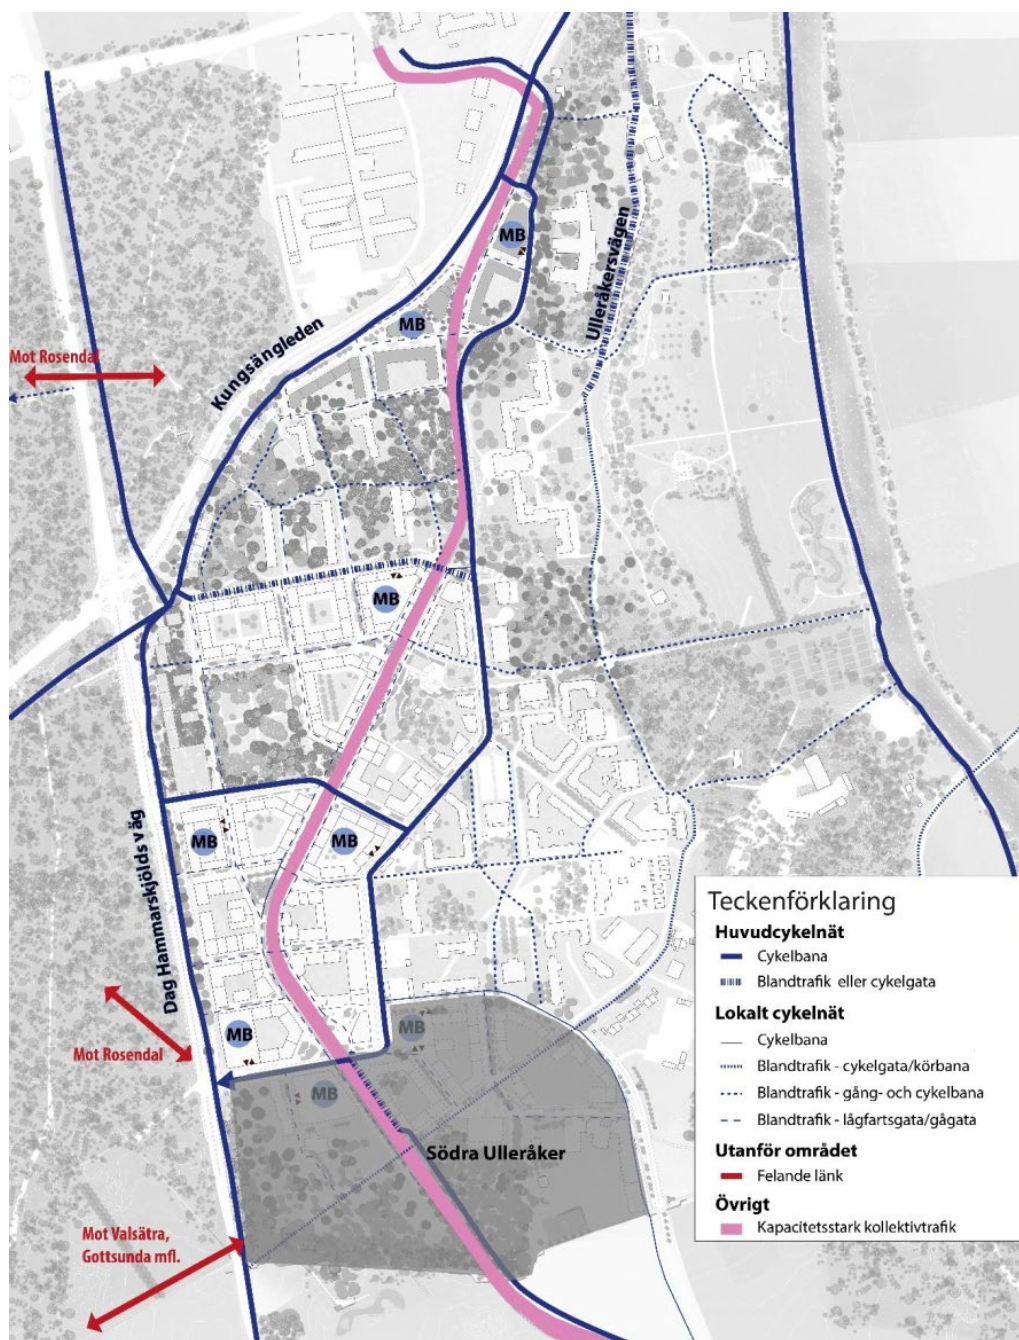 MB
Ulleråkersvägen
MB
Kungsängleden
Mot Rosendal
MB
Dag Hammarskjölds väg
MB
MB
MB
MB
Mot Rosendal
MB
Södra Ulleråker
Mot Valsätra,
Gottsunda mfl.
Teckenförklaring
Huvudcykelnät
Cykelbana
Blandtrafik eller cykelgata
Lokalt cykelnät
Cykelbana
Blandtrafik - cykelgata/körbana
Blandtrafik - gång- och cykelbana
Blandtrafik - lågfartsgata/gågata
Utanför området
Felande länk
Övrigt
Kapacitetsstark kollektivtrafik